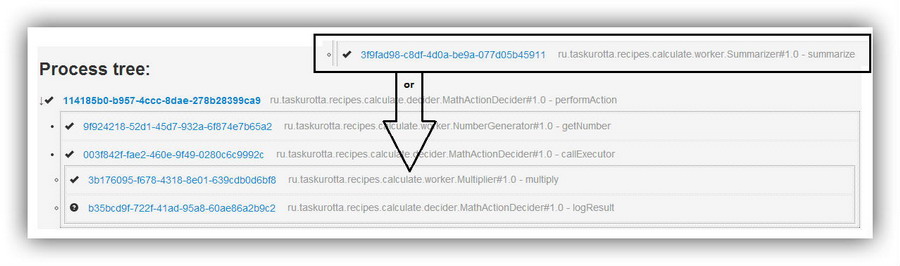 3f9fad98-c8df-4d0a-be9a-077d05b45911 ru.taskurotta.recipes.calculate.worker.Summarizer#1.0 - summarize
Process tree:
or
114185b0-b957-4ccc-8dae-278b28399ca9 ru.taskurotta.recipes.calculate.decider.MathActionDecider#1.0 - performAction
9f924218-52d1-45d7-932a-6f874e7b65a2 ru.taskurotta.recipes.calculate.worker.NumberGenerator#1.0 - getNumber
003f842f-fae2-460e-9f49-0280c6c9992c ru.taskurotta.recipes.calculate.decider.MathActionDecider#1.0 - callExecutor
3b176095-f678-4318-8e01-639cdb0d6bf8 ru.taskurotta.recipes.calculate.worker.Multiplier#1.0 - multiply
b35bcd9f-722f-41ad-95a8-60ae86a2b9c2 ru.taskurotta.recipes.calculate.decider.MathActionDecider#1.0 - logResult